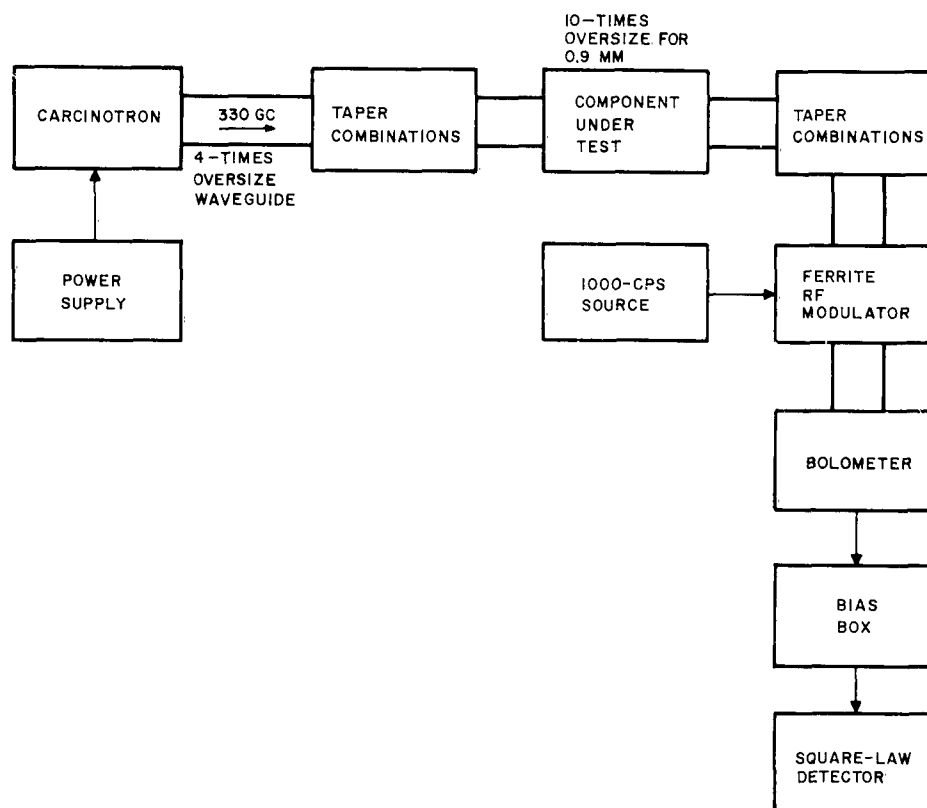 10-TIMES
OVERSIZE FOR
0.9 MM
CARCINOTRON
330 GC
4-TIMES
OVERSIZE
WAVEGUIDE
TAPER
COMBINATIONS
COMPONENT
UNDER
TEST
TAPER
COMBINATIONS
POWER
SUPPLY
1000-CPS
SOURCE
FERRITE
RF
MODULATOR
BOLOMETER
BIAS
BOX
SQUARE-LAW
DETECTOR